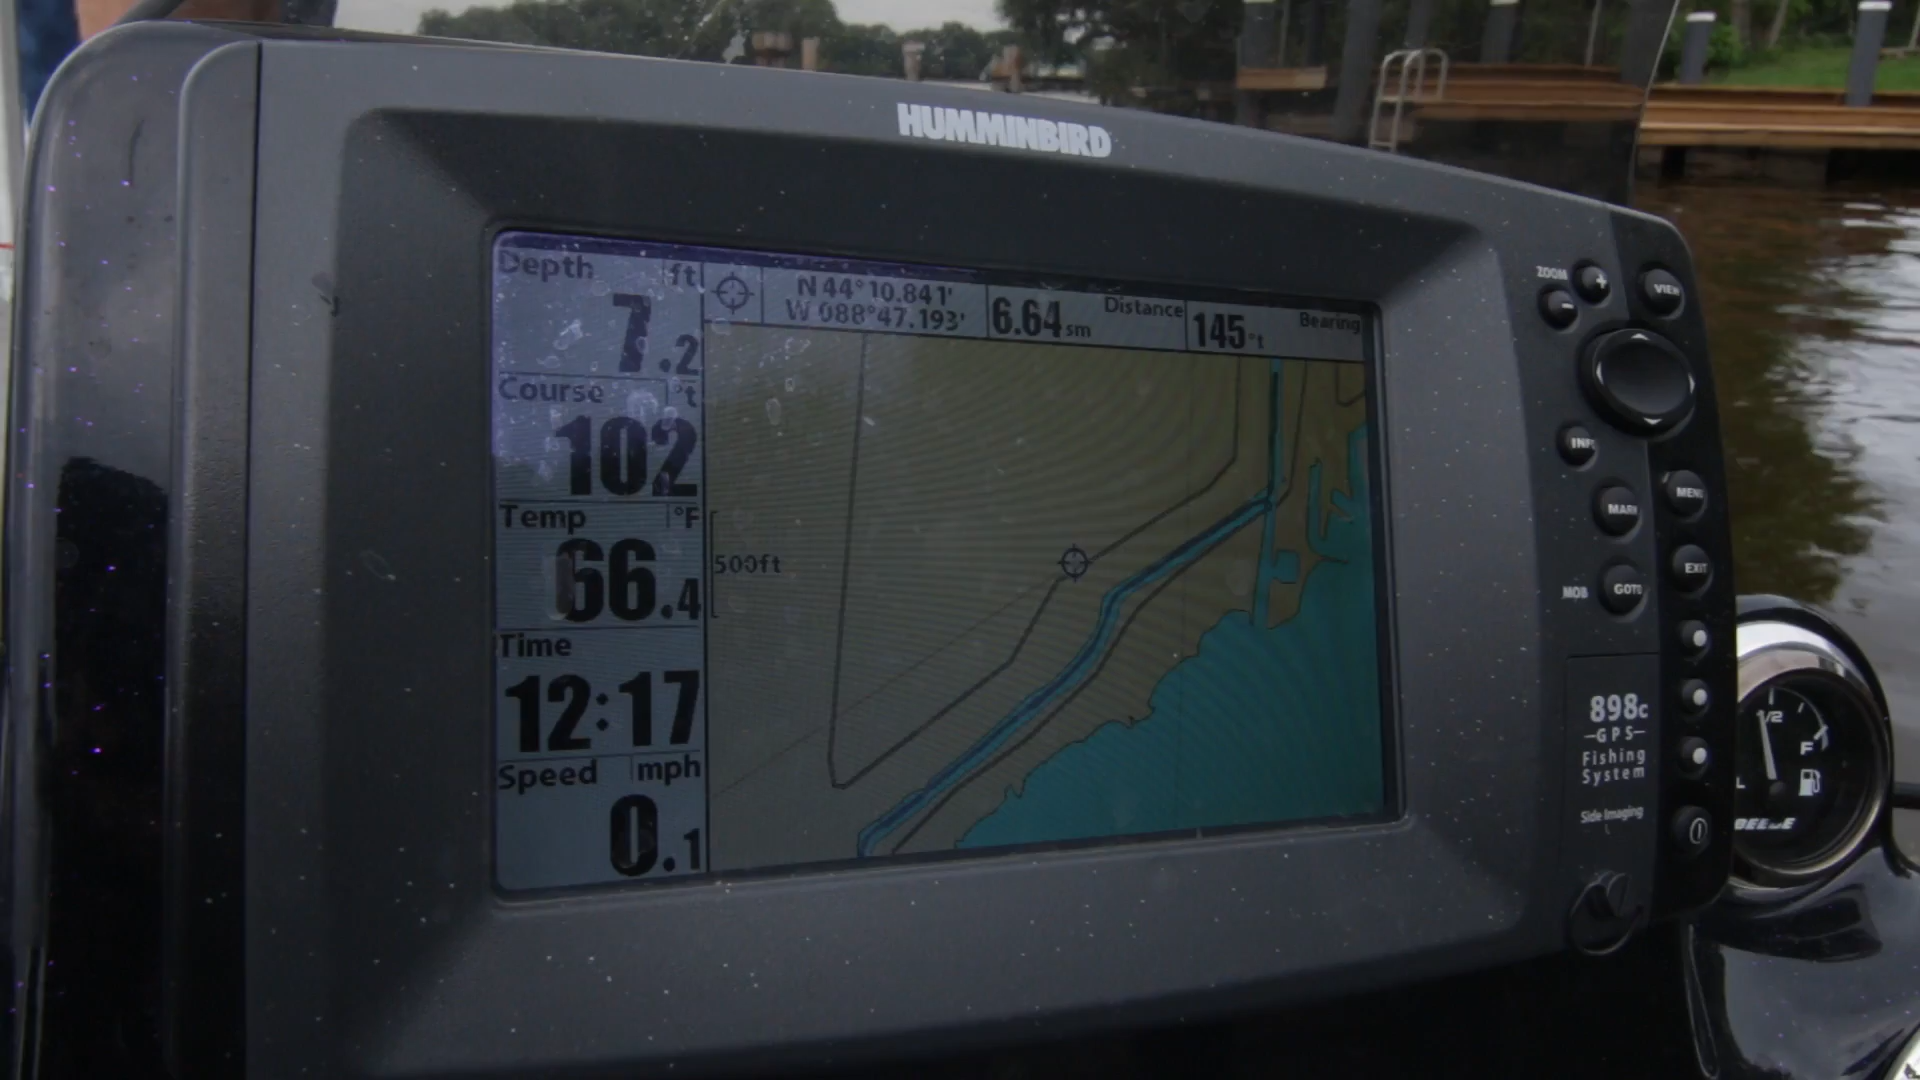 HUMMINBIRD
Depth ft
7.2
Course °t
102
Temp °F
66.4
Time
12:17
Speed mph
0.1
N 44° 10.841'
W 088°47.193'
6.64 sm Distance
145°t Bearing
500ft
ZOOM
+
-
VIEW
INFO
MARK
MENU
EXIT
MOB GOTO
898c
-GPS-
Fishing
System
Side Imaging
1/2
F